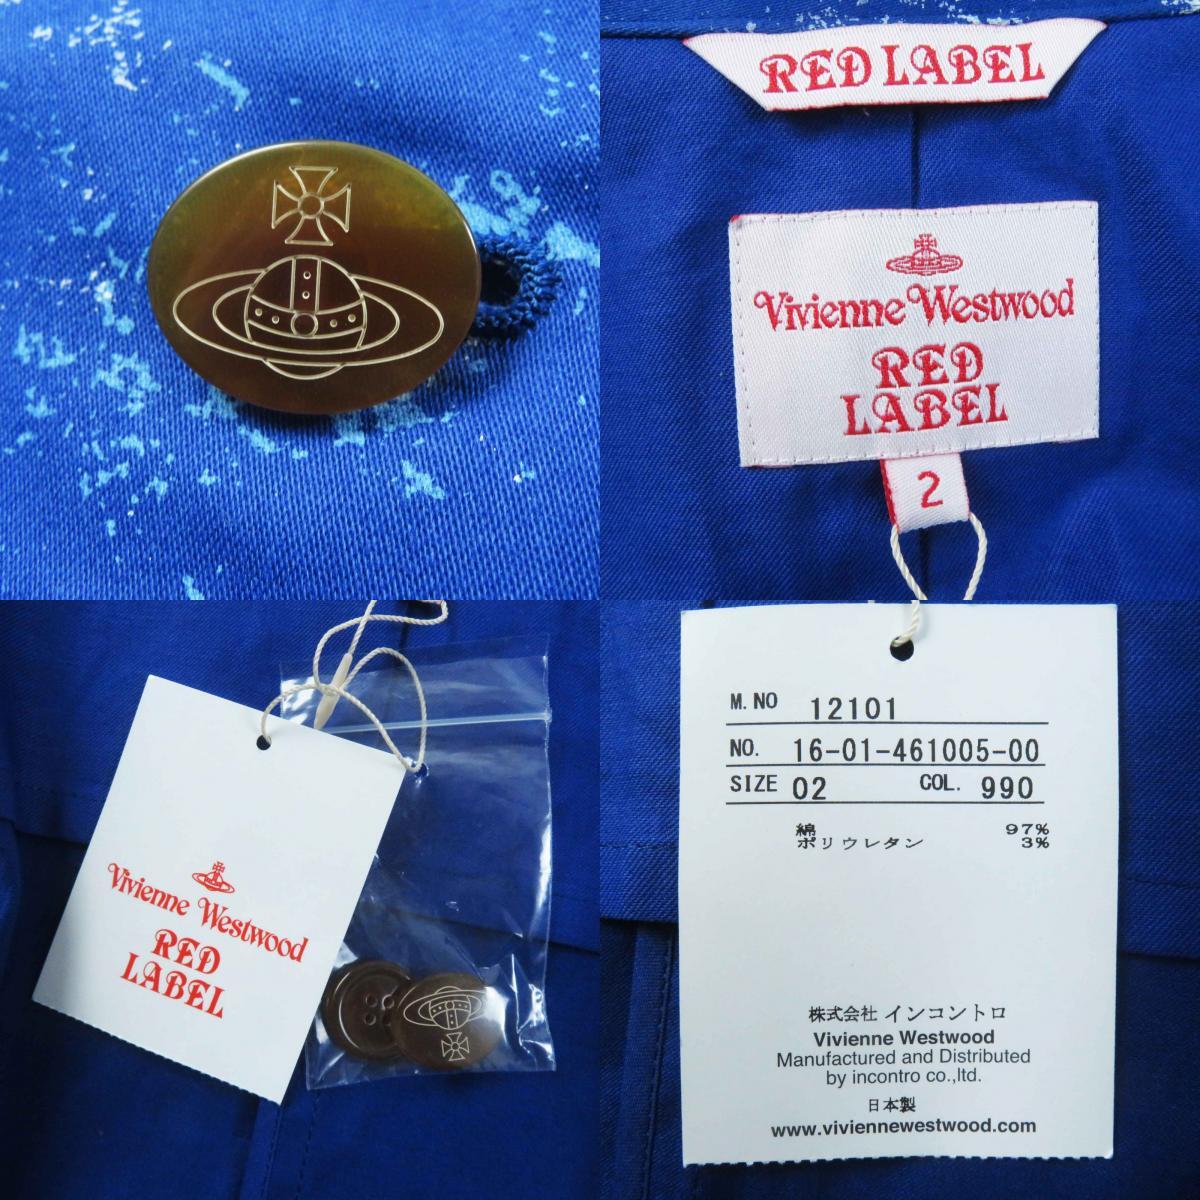 RED LABEL
Vivienne Westwood
RED
LABEL
2
Vivienne Westwood
RED
LABEL
M. NO 12101
NO. 16-01-461005-00
SIZE 02 COL. 990
綿 97%
ポリウレタン 3%
株式会社 インコントロ
Vivienne Westwood
Manufactured and Distributed
by incontro co.,ltd.
日本製
www.viviennewestwood.com